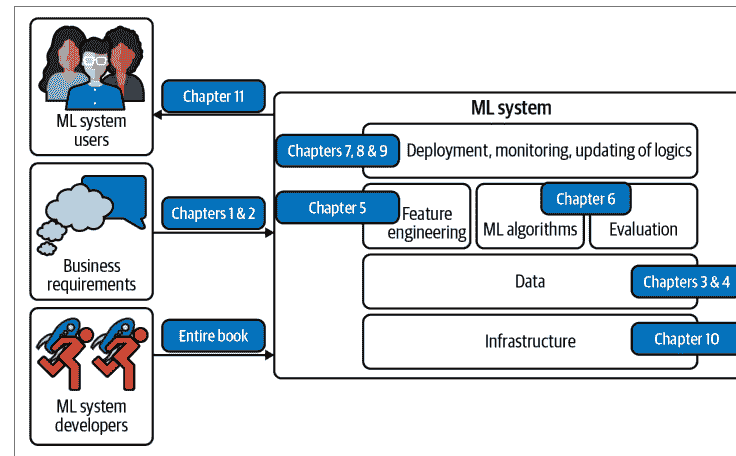 ML system
users
Chapter 11
ML system
Chapters 7, 8 & 9
Deployment, monitoring, updating of logics
Business
requirements
Chapters 1 & 2
Chapter 5
Feature
engineering
Chapter 6
ML algorithms
Evaluation
Data
Chapters 3 & 4
ML system
developers
Entire book
Infrastructure
Chapter 10